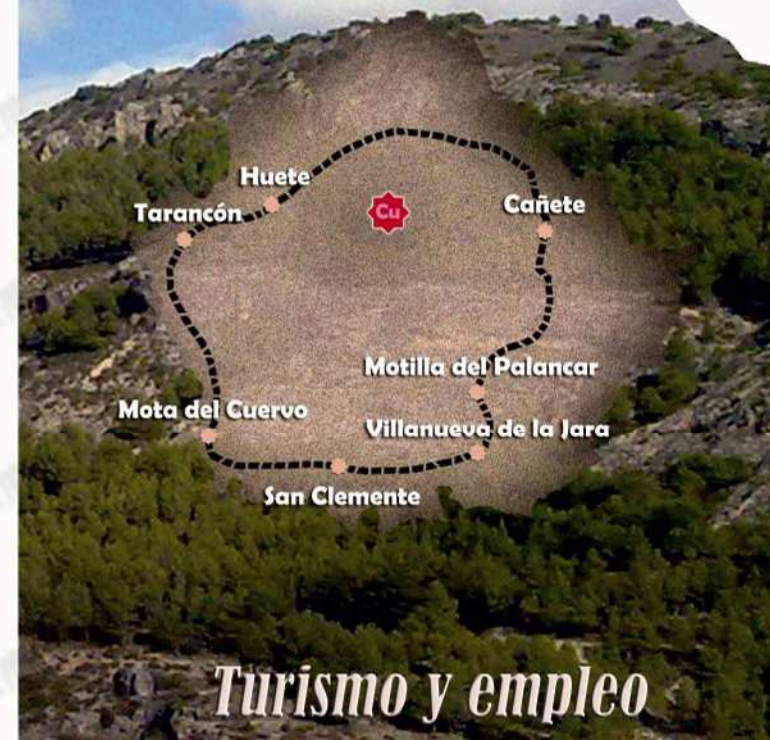 Huete
Tarancón
Cu
Cañete
Motilla del Palancar
Mota del Cuervo
Villanueva de la Jara
San Clemente
Turismo y empleo